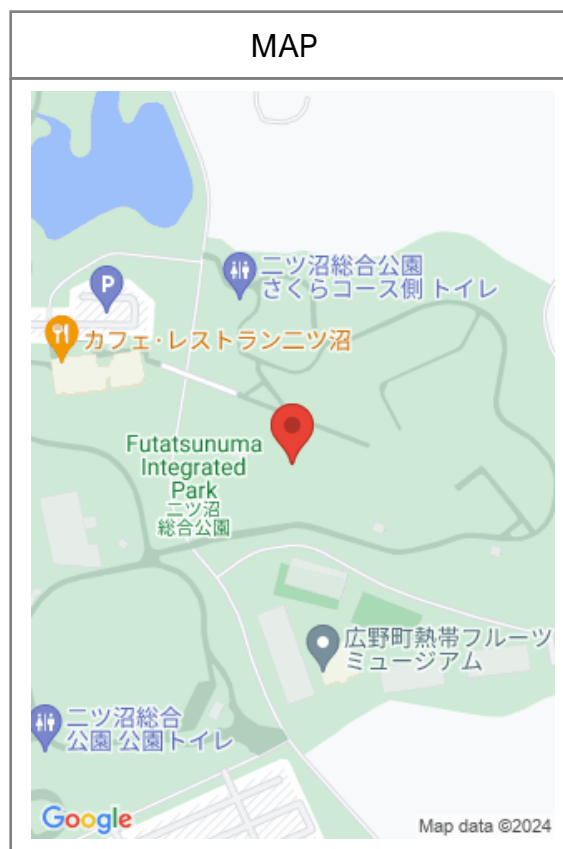 MAP
二ツ沼総合公園
さくらコース側 トイレ
P
カフェ・レストラン二ツ沼
Futatsunuma
Integrated
Park
二ツ沼
総合公園
広野町熱帯フルーツ
ミュージアム
二ツ沼総合
公園 公園トイレ
Google
Map data ©2024